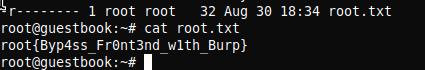 -r-------- 1 root root   32 Aug 30 18:34 root.txt
root@guestbook:~# cat root.txt
root{Byp4ss_Fr0nt3nd_w1th_Burp}
root@guestbook:~#